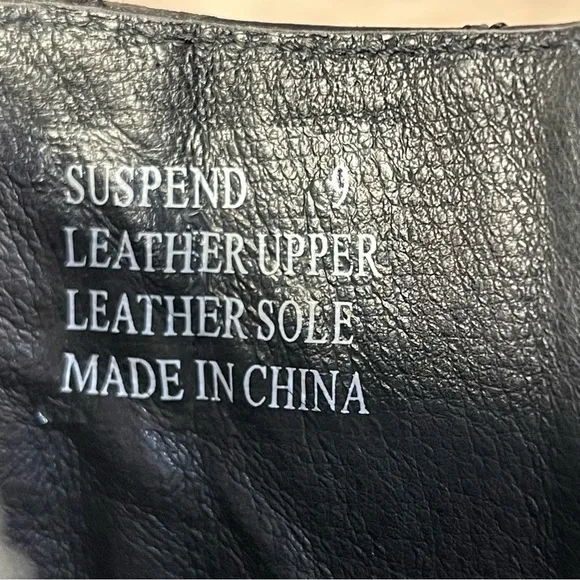 SUSPEND 9
LEATHER UPPER
LEATHER SOLE
MADE IN CHINA